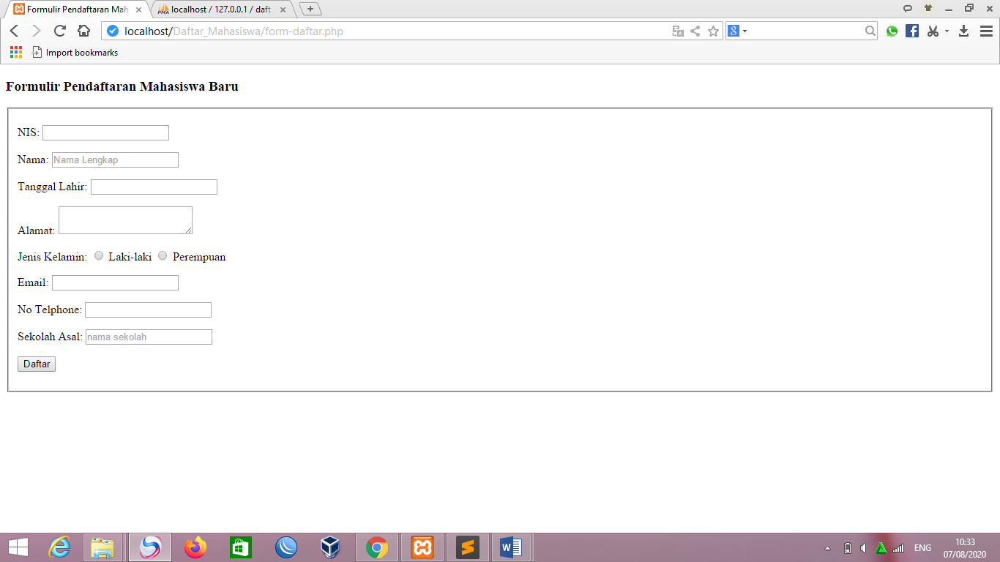 Formulir Pendaftaran Mah
localhost / 127.0.0.1 / daft
localhost/Daftar_Mahasiswa/form-daftar.php
Import bookmarks
Formulir Pendaftaran Mahasiswa Baru
NIS:
Nama: Nama Lengkap
Tanggal Lahir:
Alamat:
Jenis Kelamin: Laki-laki Perempuan
Email:
No Telphone:
Sekolah Asal: nama sekolah
Daftar
ENG
10:33
07/08/2020